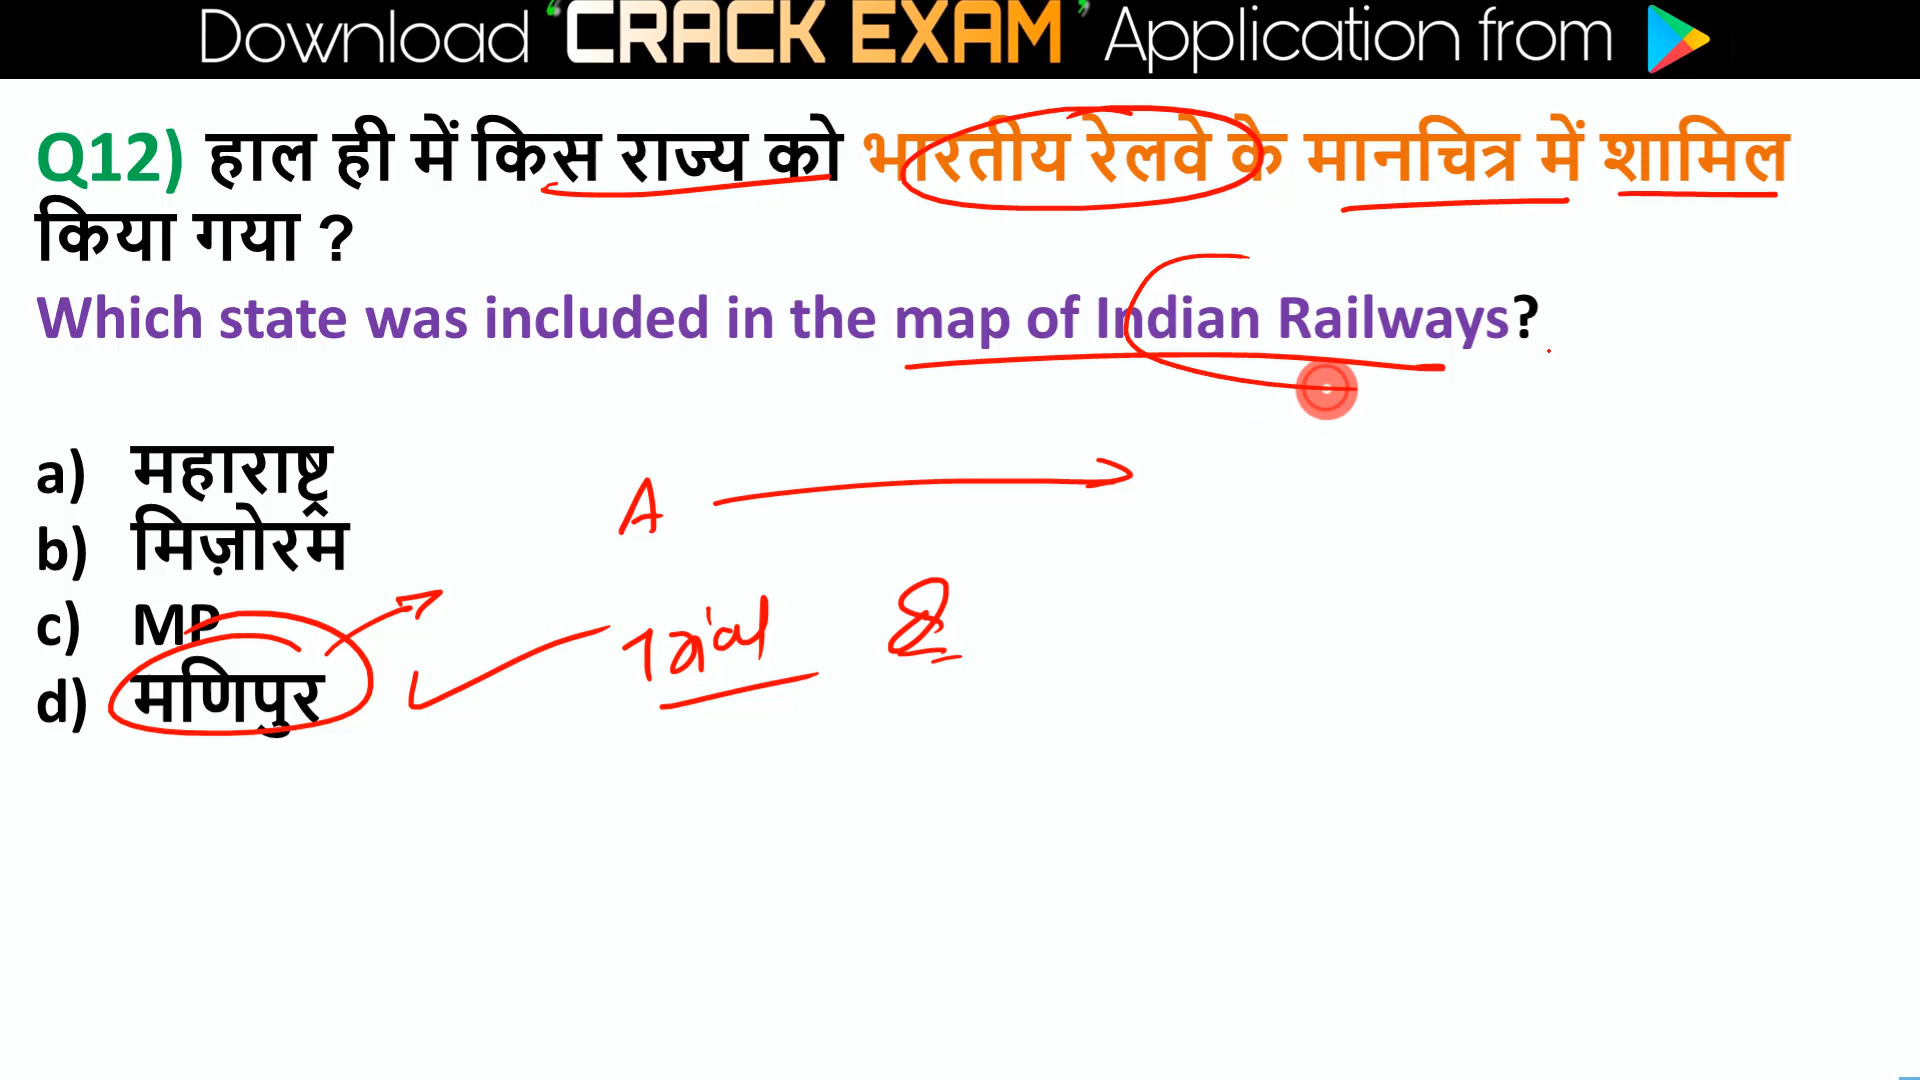 Download ‘CRACK EXAM’ Application from
Q12) हाल ही में किस राज्य को भारतीय रेलवे के मानचित्र में शामिल
किया गया ?
Which state was included in the map of Indian Railways?
a) महाराष्ट्र
A
b) मिज़ोरम
c) MP
Trial
d) मणिपुर